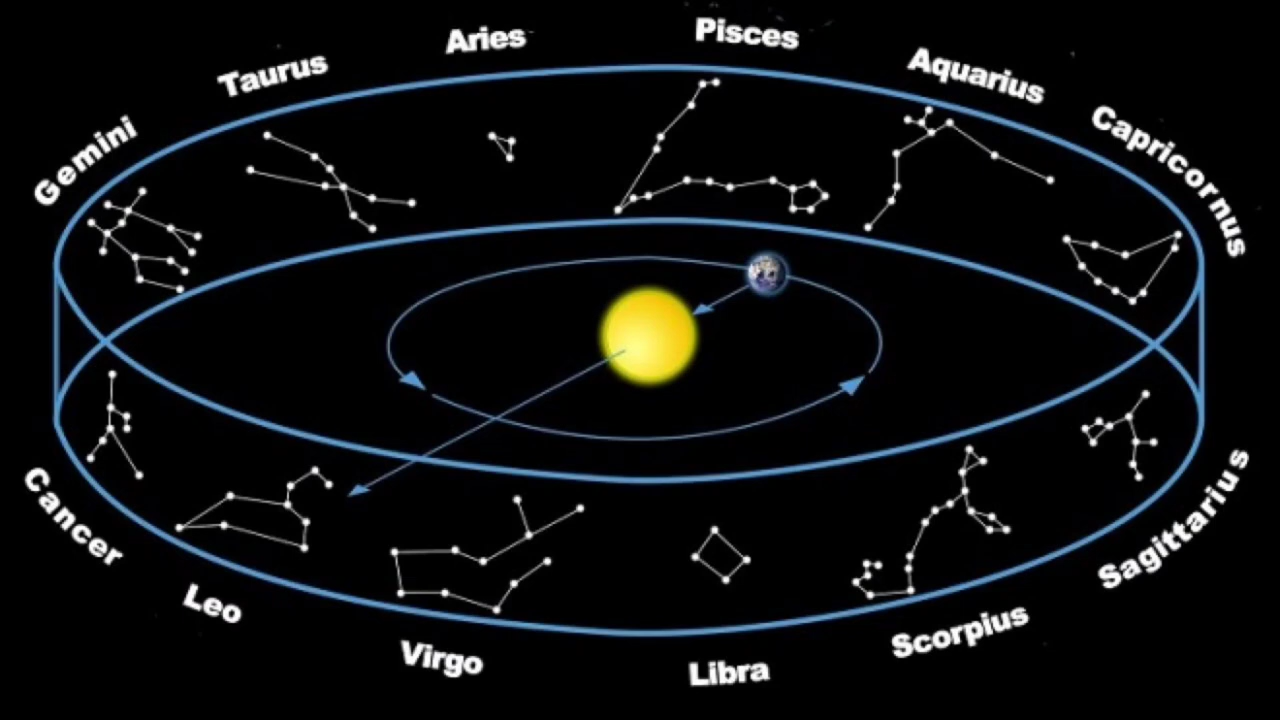 Aries
Pisces
Taurus
Aquarius
Gemini
Capricornus
Cancer
Sagittarius
Leo
Virgo
Libra
Scorpius